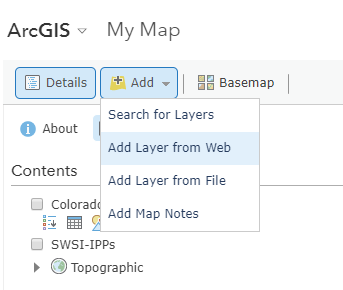 ArcGIS My Map
Details Add Basemap
Search for Layers
About
Add Layer from Web
Contents
Add Layer from File
Colorado
Add Map Notes
SWSI-IPPs
Topographic